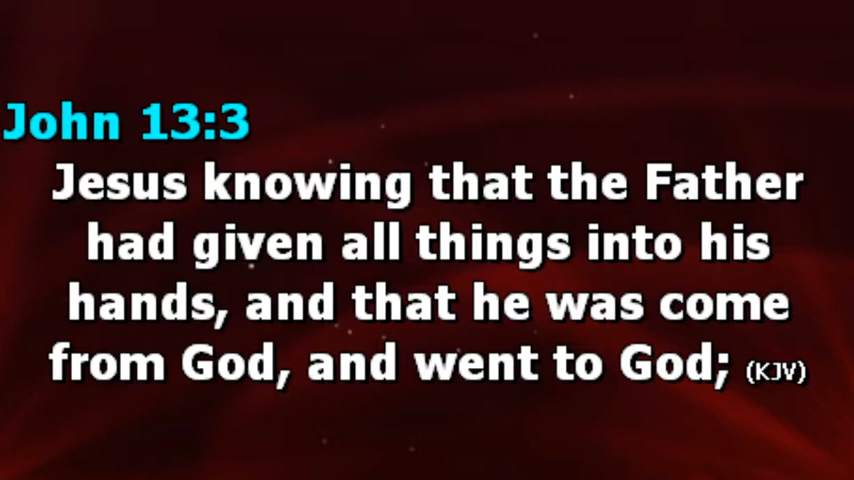 John 13:3
Jesus knowing that the Father
had given all things into his
hands, and that he was come
from God, and went to God; (KJV)